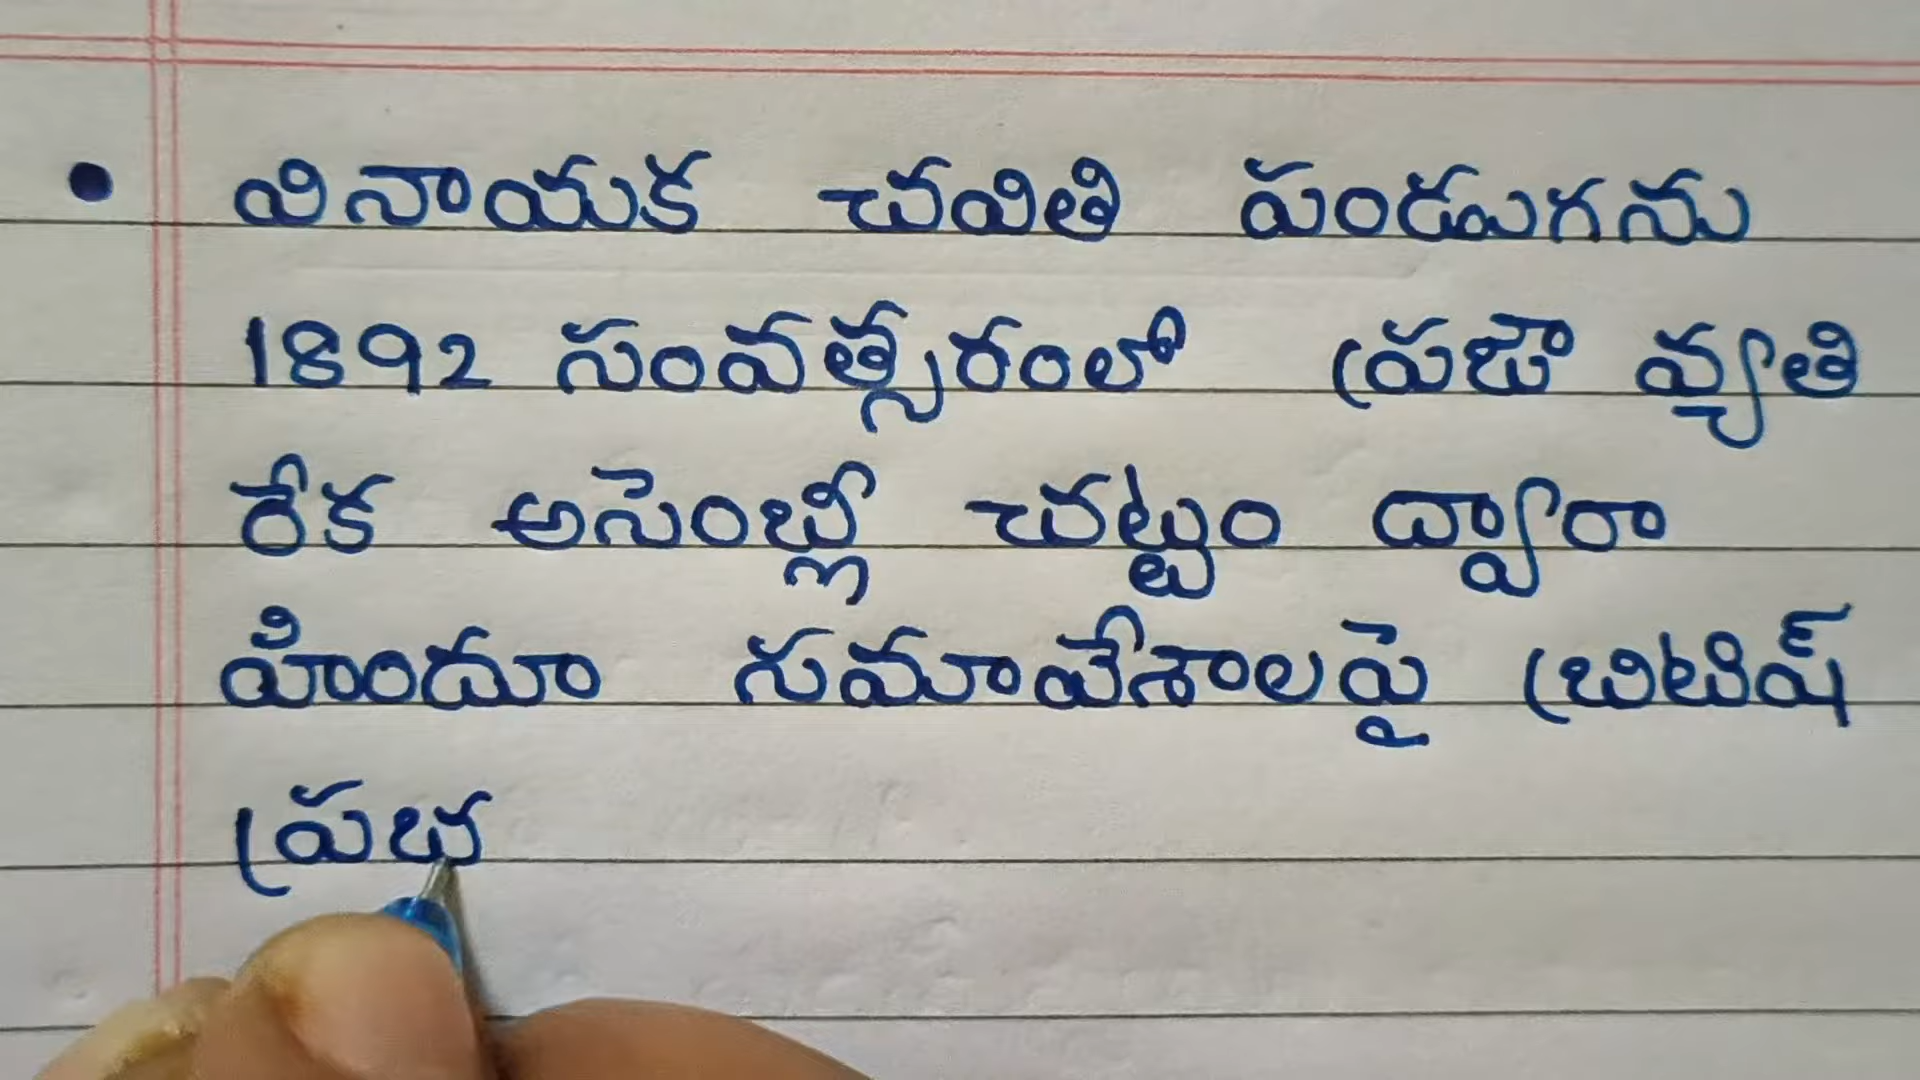 • వినాయక చవితి పండుగను
1892 సంవత్సరంలో ప్రజా వ్యతి
రేక అసెంబ్లీ చట్టం ద్వారా
హిందూ సమావేశాలపై బ్రిటిష్
ప్రభ